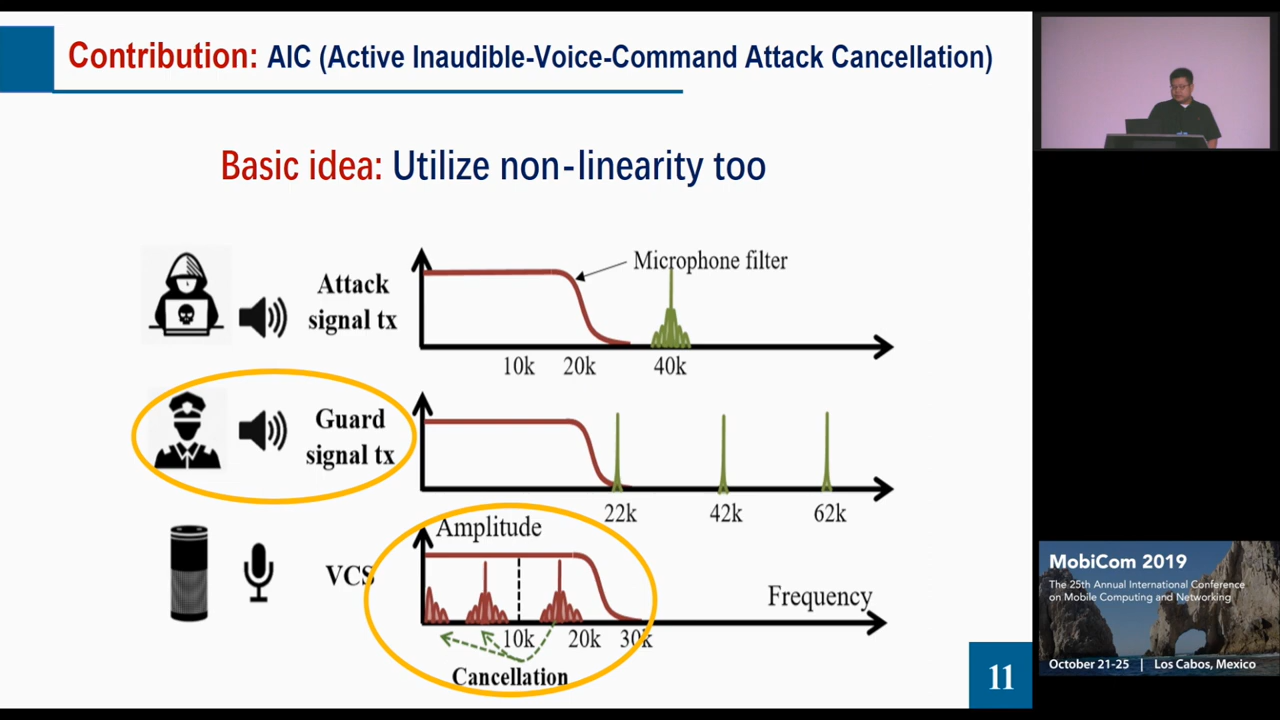 Contribution: AIC (Active Inaudible-Voice-Command Attack Cancellation)
Basic idea: Utilize non-linearity too
Attack
signal tx
Microphone filter
10k 20k 40k
Guard
signal tx
22k 42k 62k
Amplitude
VCS
Frequency
10k 20k 30k
Cancellation
11
MobiCom 2019
The 25th Annual International Conference
on Mobile Computing and Networking
October 21-25 | Los Cabos, Mexico